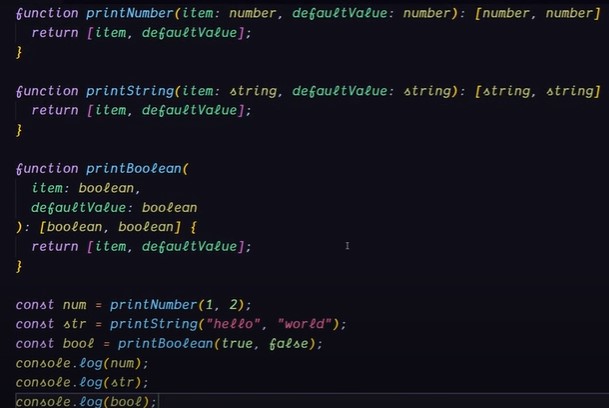 function printNumber(item: number, defaultValue: number): [number, number]
  return [item, defaultValue];
}
function printString(item: string, defaultValue: string): [string, string]
  return [item, defaultValue];
}
function printBoolean(
  item: boolean,
  defaultValue: boolean
): [boolean, boolean] {
  return [item, defaultValue];
}
const num = printNumber(1, 2);
const str = printString("hello", "world");
const bool = printBoolean(true, false);
console.log(num);
console.log(str);
console.log(bool);